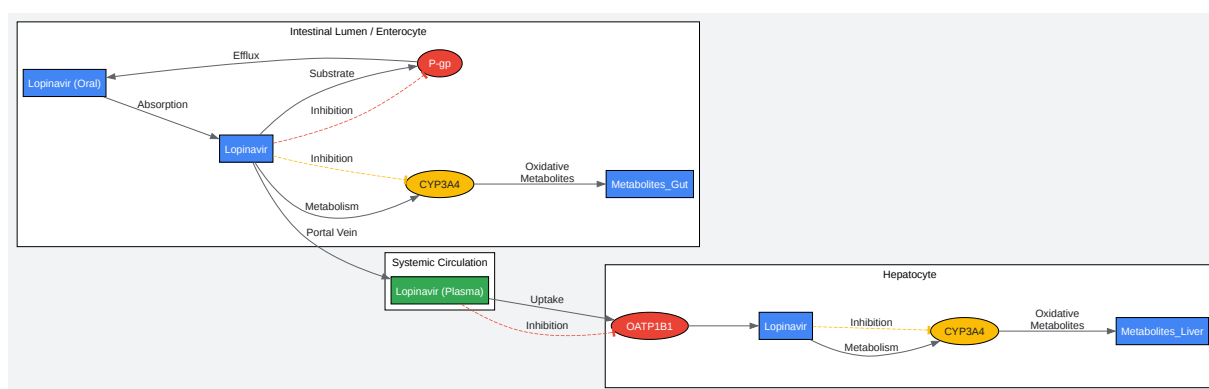 Intestinal Lumen / Enterocyte
Efflux
P-gp
Lopinavir (Oral)
Substrate
Absorption
Inhibition
Lopinavir
Inhibition
Oxidative
Metabolites
CYP3A4
Metabolites_Gut
Metabolism
Portal Vein
Systemic Circulation
Lopinavir (Plasma)
Hepatocyte
Uptake
Inhibition
OATP1B1
Lopinavir
Inhibition
Metabolism
CYP3A4
Oxidative
Metabolites
Metabolites_Liver